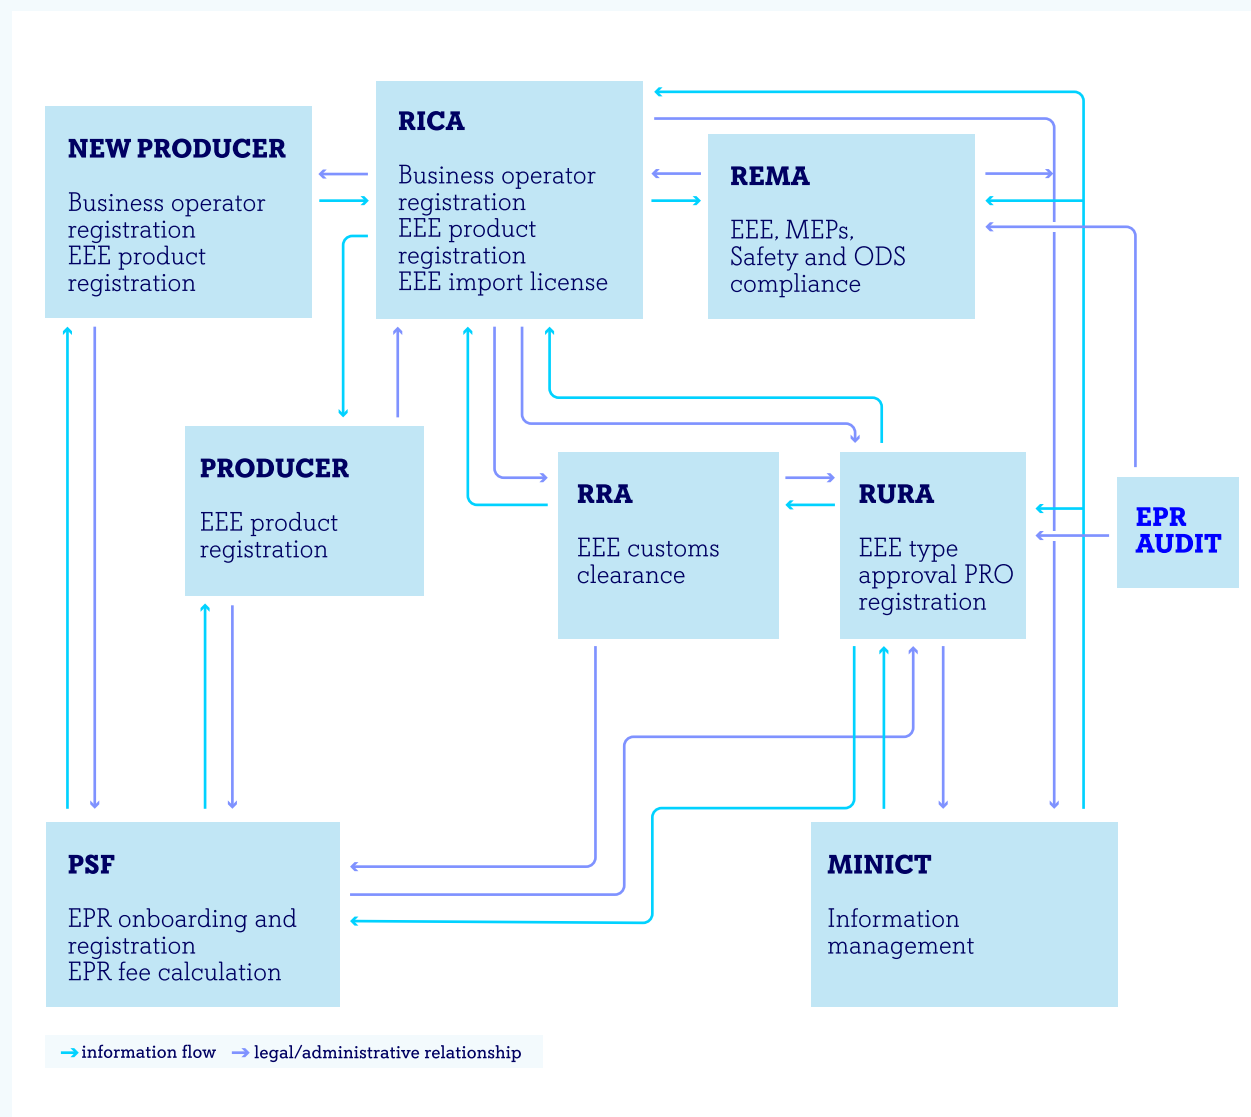 NEW PRODUCER
Business operator
registration
EEE product
registration
RICA
Business operator
registration
EEE product
registration
EEE import license
REMA
EEE, MEPs,
Safety and ODS
compliance
PRODUCER
EEE product
registration
RRA
EEE customs
clearance
RURA
EEE type
approval PRO
registration
EPR
AUDIT
PSF
EPR onboarding and
registration
EPR fee calculation
MINICT
Information
management
information flow
legal/administrative relationship